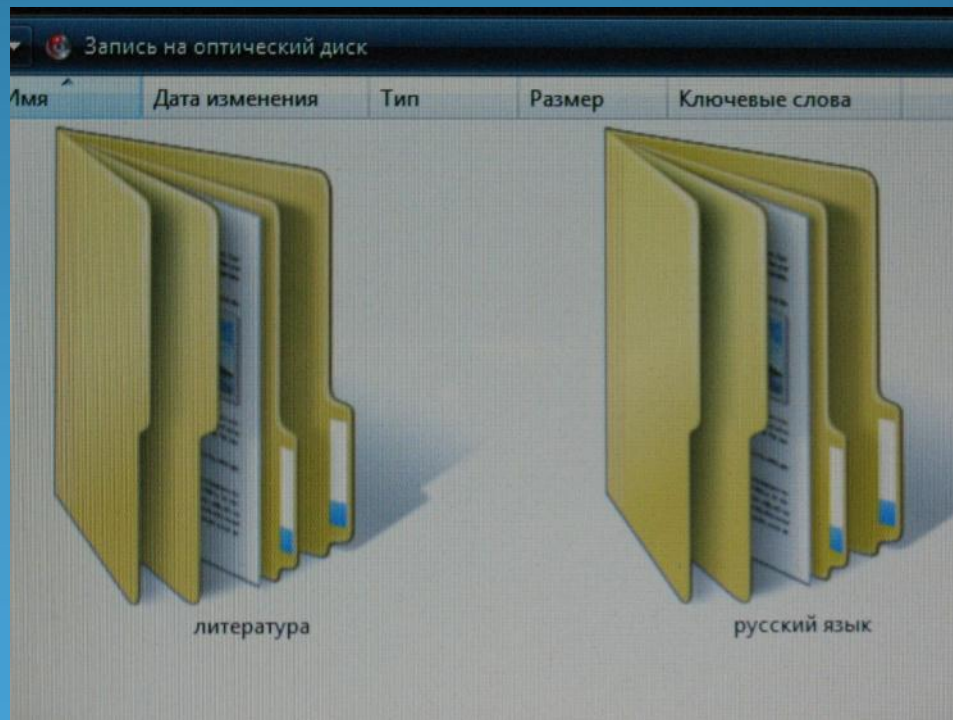 Запись на оптический диск
Имя Дата изменения Тип Размер Ключевые слова
литература русский язык